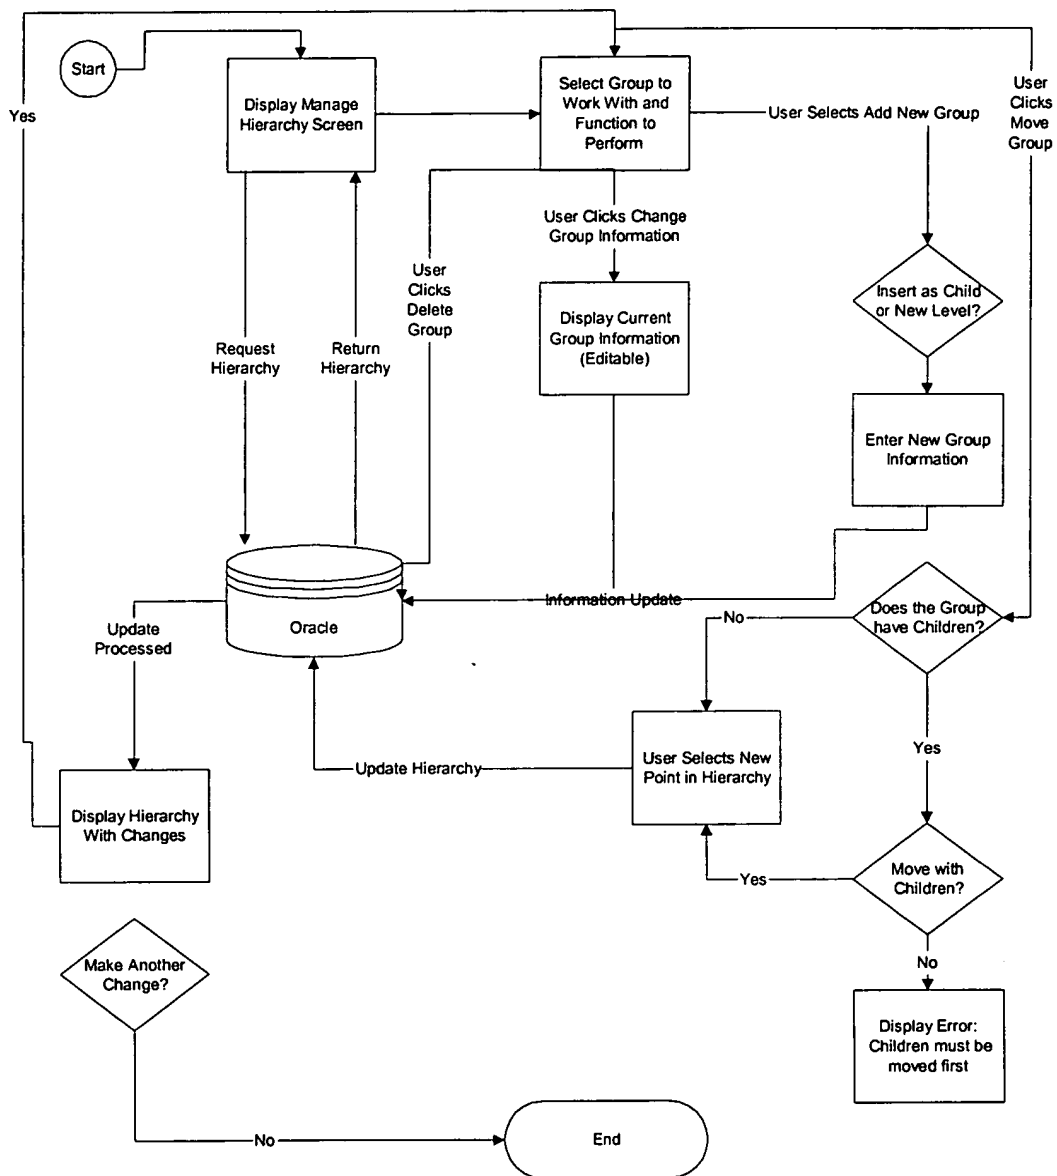 Start
Display Manage
Hierarchy Screen
Select Group to
Work With and
Function to
Perform
User Selects Add New Group
User
Clicks
Move
Group
Yes
User Clicks Change
Group Information
User
Clicks
Delete
Group
Insert as Child
or New Level?
Display Current
Group Information
(Editable)
Request
Hierarchy
Return
Hierarchy
Enter New Group
Information
Oracle
Information Update
Does the Group
have Children?
No
Update
Processed
Yes
User Selects New
Point in Hierarchy
Update Hierarchy
Display Hierarchy
With Changes
Move with
Children?
Yes
No
Make Another
Change?
Display Error:
Children must be
moved first
No
End